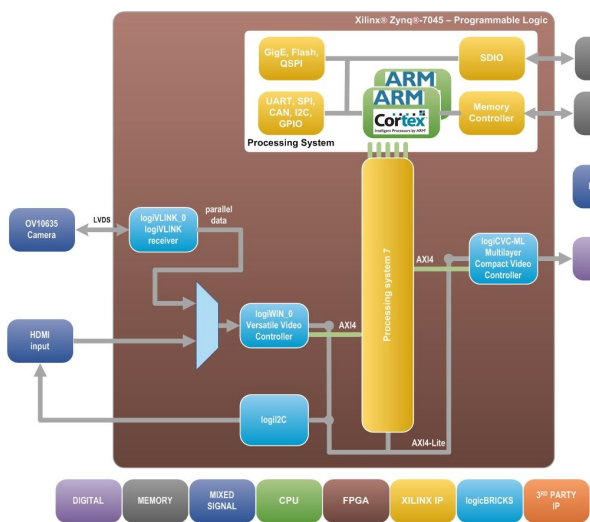 Xilinx® Zynq®-7045 – Programmable Logic
GigE, Flash,
QSPI
SDIO
ARM
ARM
Cortex
Intelligent Processors by ARM
UART, SPI,
CAN, I2C,
GPIO
Memory
Controller
Processing System
OV10635
Camera
LVDS
logiVLINK_0
logiVLINK
receiver
parallel
data
Processing system 7
AXI4
logiCVC-ML
Multilayer
Compact Video
Controller
HDMI
input
logiWIN_0
Versatile Video
Controller
AXI4
logiI2C
AXI4-Lite
DIGITAL
MEMORY
MIXED
SIGNAL
CPU
FPGA
XILINX IP
logicBRICKS
3RD PARTY
IP